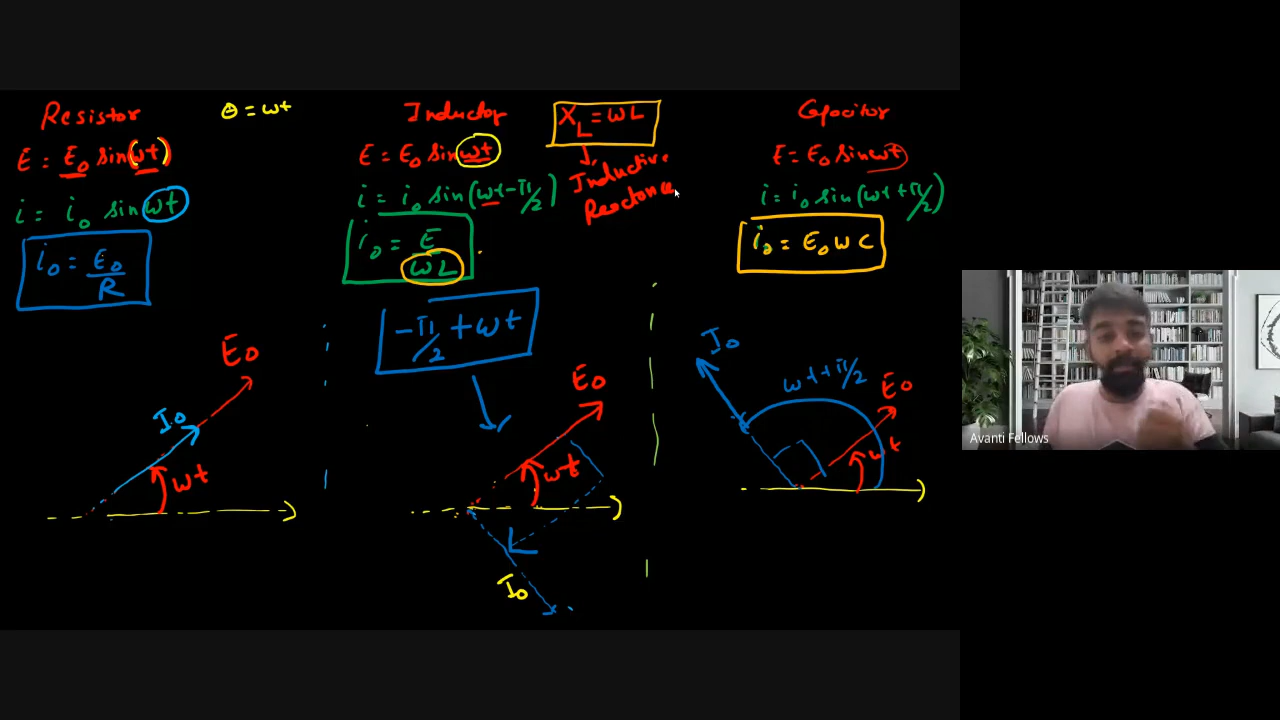 Resistor
θ = ωt
E = E₀ sin(ωt)
i = i₀ sin ωt
i₀ = E₀/R
E₀
I₀
ωt
Inductor
X_L = ωL
Inductive
Reactance
E = E₀ sin ωt
i = i₀ sin(ωt - π/2)
i₀ = E/ωL
-π/2 + ωt
E₀
ωt
I₀
Capacitor
E = E₀ sin ωt
i = i₀ sin(ωt + π/2)
i₀ = E₀ ω C
I₀
ωt + π/2
E₀
ωt
Avanti Fellows